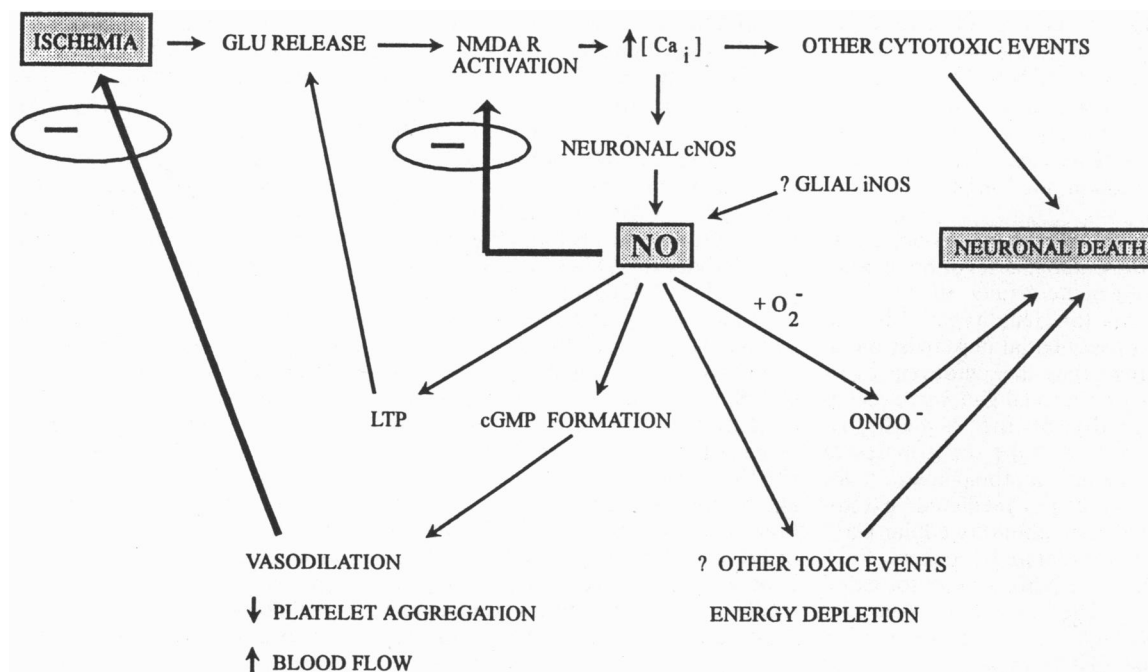 ISCHEMIA → GLU RELEASE → NMDA R → ↑ [ Ca i ] → OTHER CYTOTOXIC EVENTS
ACTIVATION
−
−
NEURONAL cNOS
? GLIAL iNOS
NO
NEURONAL DEATH
+ O2-
LTP
cGMP FORMATION
ONOO-
VASODILATION
↓ PLATELET AGGREGATION
↑ BLOOD FLOW
? OTHER TOXIC EVENTS
ENERGY DEPLETION